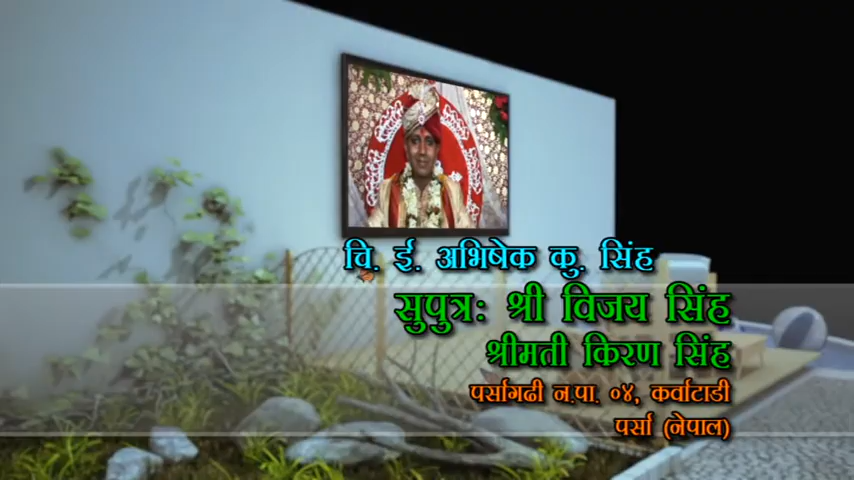 चि. ई. अभिषेक कु. सिंह
सुपुत्र: श्री विजय सिंह
श्रीमती किरण सिंह
पर्सागढी न.पा. ०४, कर्वाटाडी
पर्सा (नेपाल)